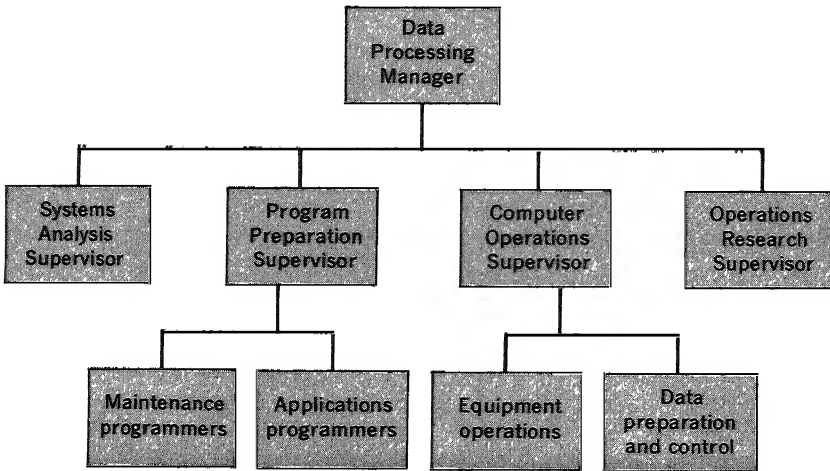 Data
Processing
Manager
Systems
Analysis
Supervisor
Program
Preparation
Supervisor
Computer
Operations
Supervisor
Operations
Research
Supervisor
Maintenance
programmers
Applications
programmers
Equipment
operations
Data
preparation
and control